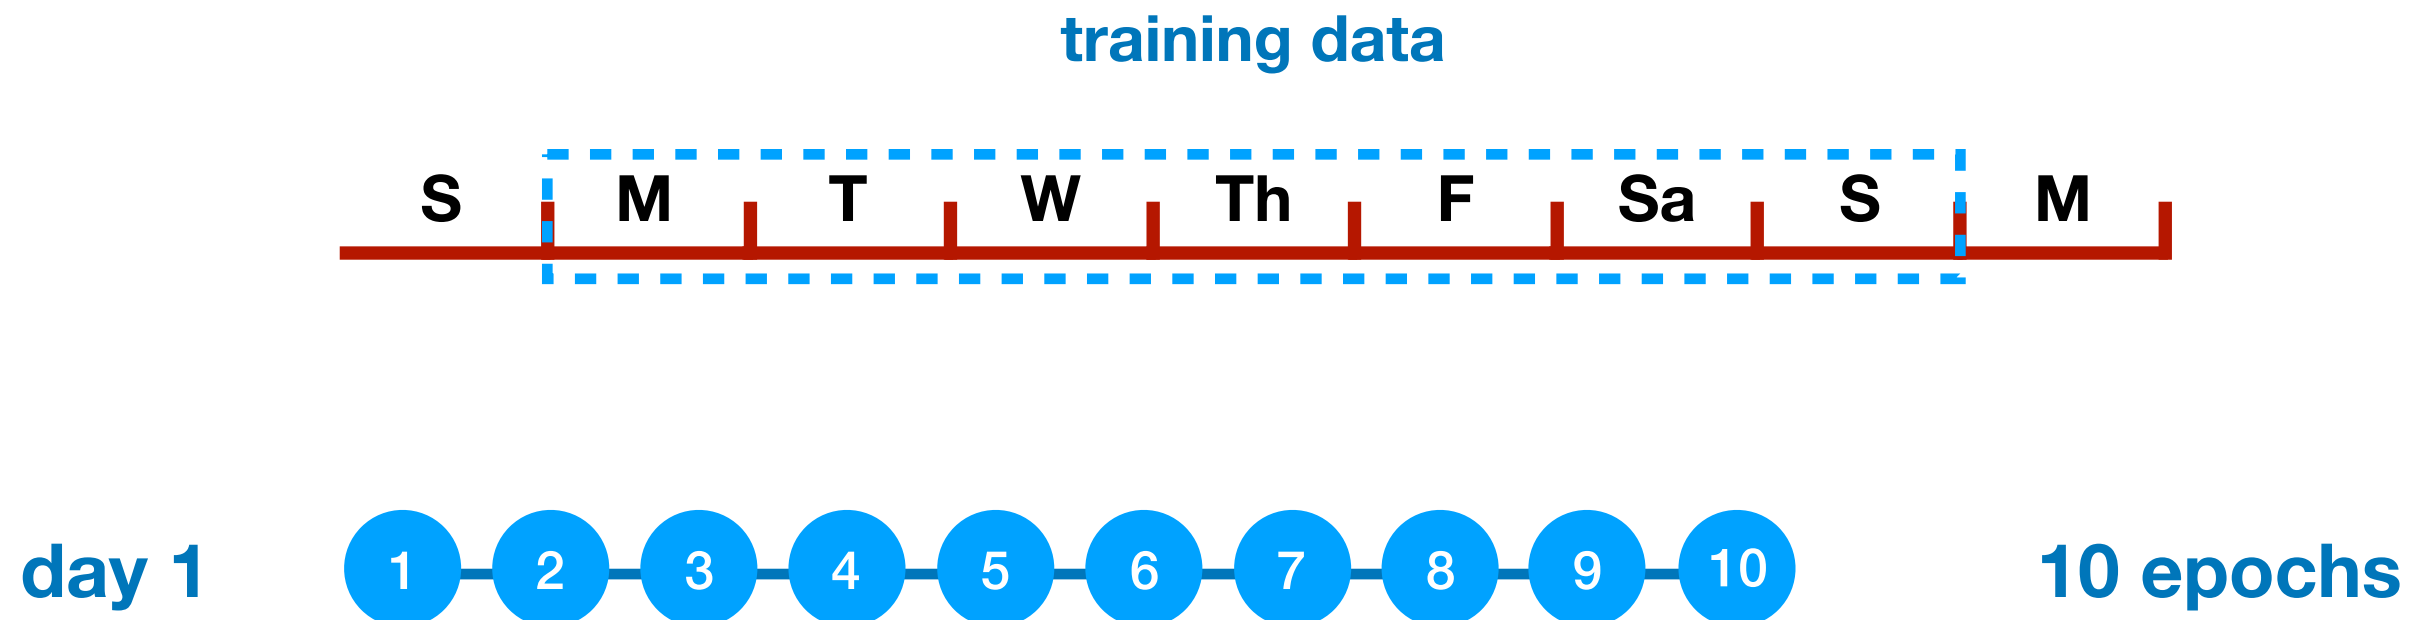 training data
S M T W Th F Sa S M
day 1 1 2 3 4 5 6 7 8 9 10 10 epochs